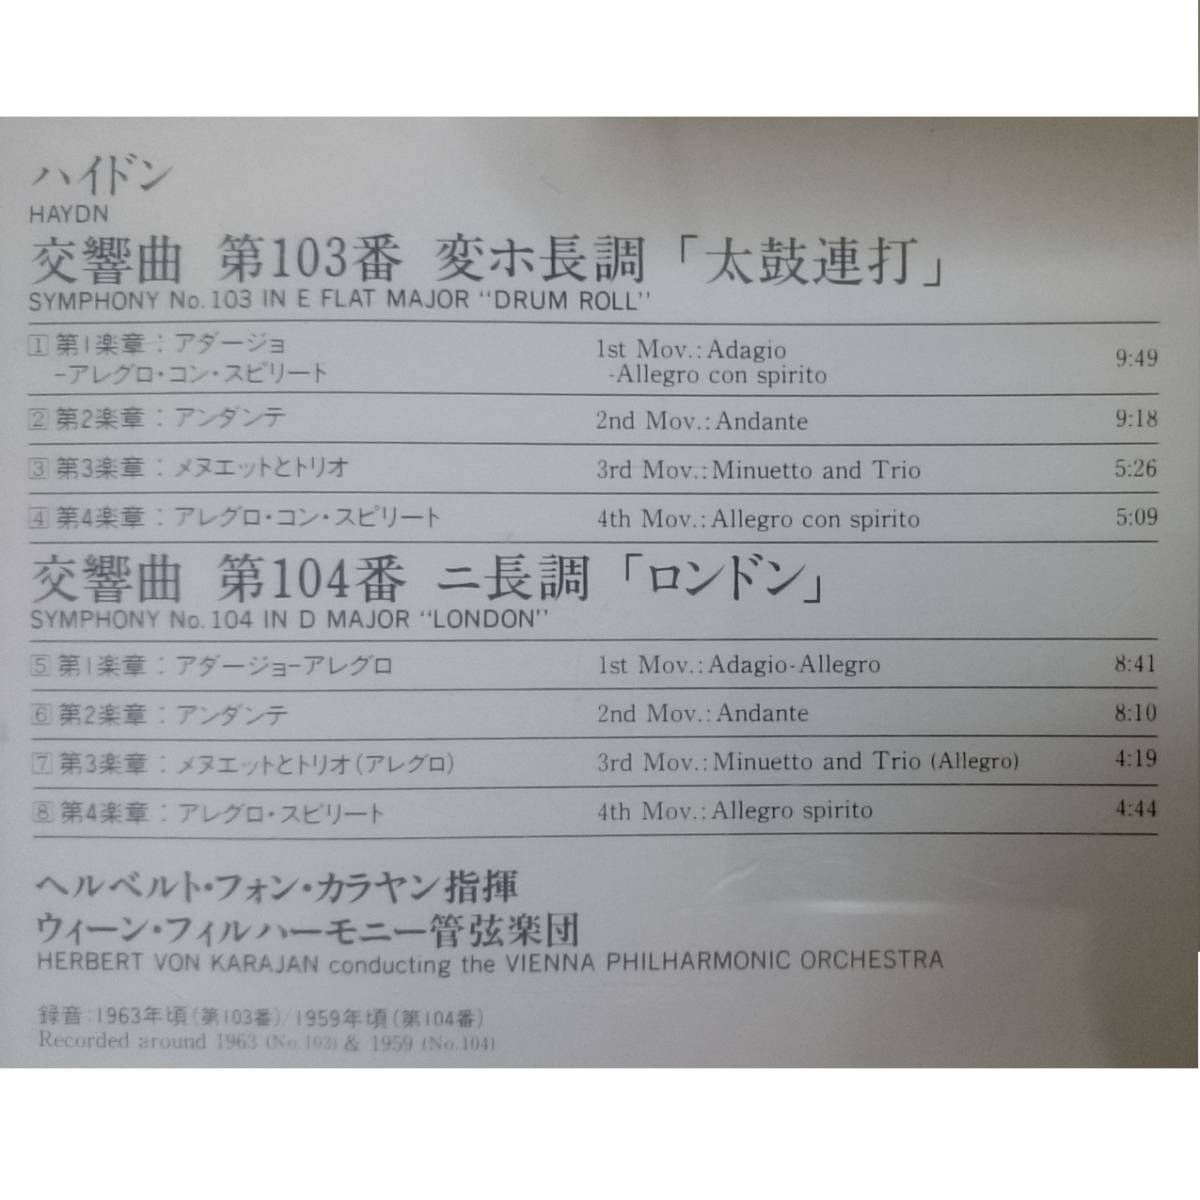 ハイドン
HAYDN
交響曲 第103番 変ホ長調「太鼓連打」
SYMPHONY No. 103 IN E FLAT MAJOR “DRUM ROLL”
1 第1楽章：アダージョ 1st Mov.: Adagio 9:49
-アレグロ・コン・スピリート -Allegro con spirito
2 第2楽章：アンダンテ 2nd Mov.: Andante 9:18
3 第3楽章：メヌエットとトリオ 3rd Mov.: Minuetto and Trio 5:26
4 第4楽章：アレグロ・コン・スピリート 4th Mov.: Allegro con spirito 5:09
交響曲 第104番 ニ長調「ロンドン」
SYMPHONY No. 104 IN D MAJOR “LONDON”
5 第1楽章：アダージョ-アレグロ 1st Mov.: Adagio-Allegro 8:41
6 第2楽章：アンダンテ 2nd Mov.: Andante 8:10
7 第3楽章：メヌエットとトリオ(アレグロ) 3rd Mov.: Minuetto and Trio (Allegro) 4:19
8 第4楽章：アレグロ・スピリート 4th Mov.: Allegro spirito 4:44
ヘルベルト・フォン・カラヤン指揮
ウィーン・フィルハーモニー管弦楽団
HERBERT VON KARAJAN conducting the VIENNA PHILHARMONIC ORCHESTRA
録音：1963年頃(第103番)/1959年頃(第104番)
Recorded around 1963 (No.103) & 1959 (No.104)